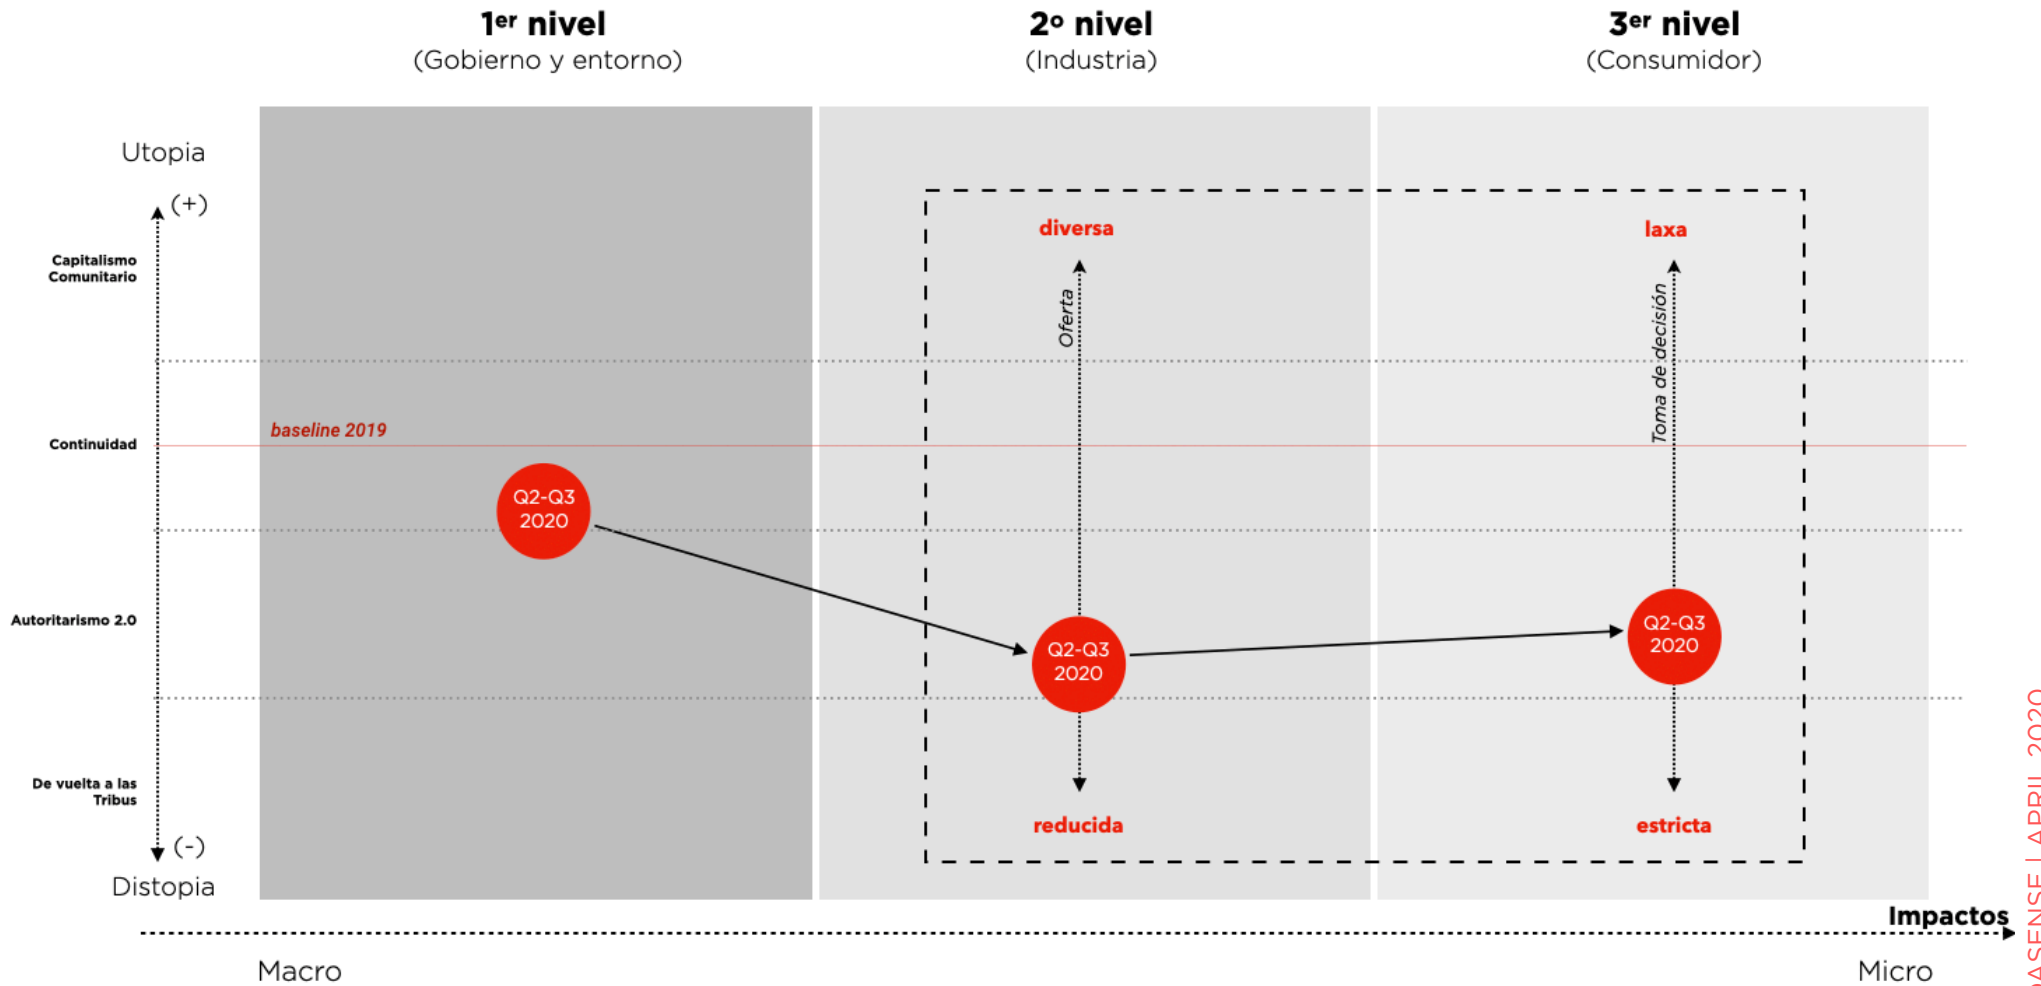 1er nivel
(Gobierno y entorno)
2º nivel
(Industria)
3er nivel
(Consumidor)
Utopia
(+)
Capitalismo
Comunitario
Continuidad
Autoritarismo 2.0
De vuelta a las
Tribus
(-)
Distopia
baseline 2019
Q2-Q3
2020
diversa
Oferta
Q2-Q3
2020
reducida
laxa
Toma de decisión
Q2-Q3
2020
estricta
Impactos
Macro
Micro
| APRIL 2020